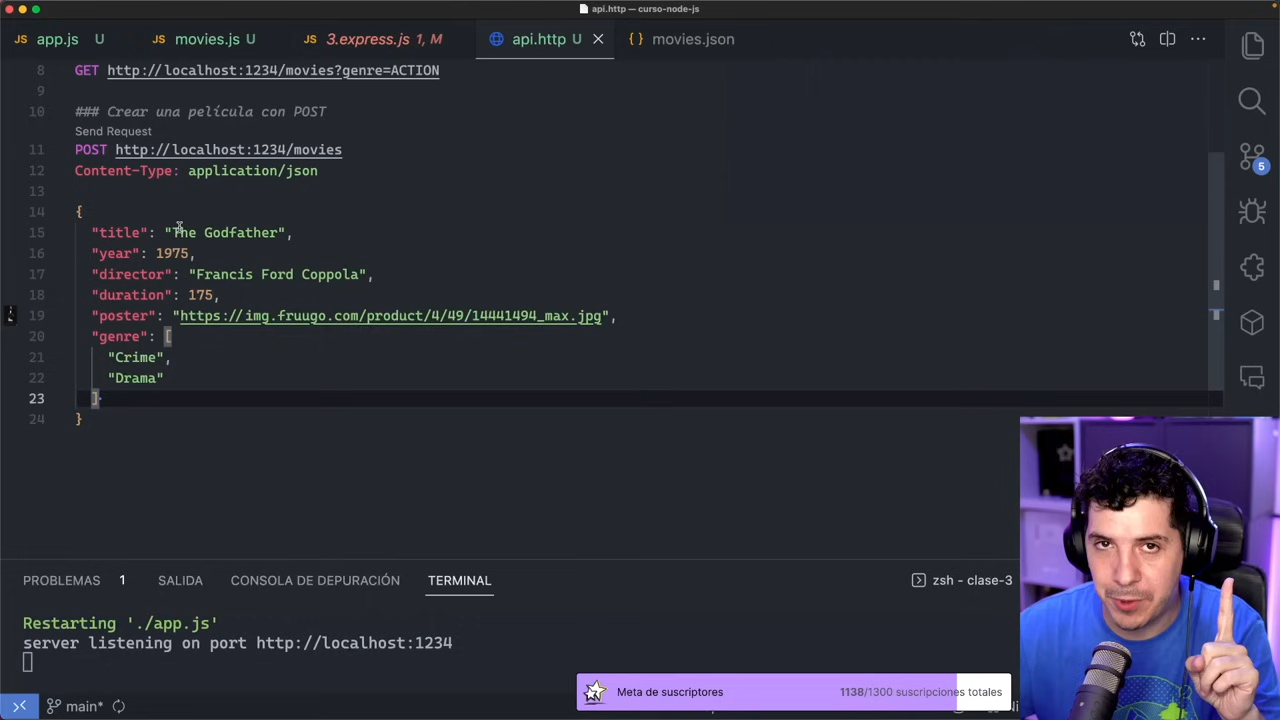 api.http — curso-node-js
JS app.js U JS movies.js U JS 3.express.js 1, M api.http U { } movies.json
8 GET http://localhost:1234/movies?genre=ACTION
9
10 ### Crear una película con POST
Send Request
11 POST http://localhost:1234/movies
12 Content-Type: application/json
13
14 {
15 "title": "The Godfather",
16 "year": 1975,
17 "director": "Francis Ford Coppola",
18 "duration": 175,
19 "poster": "https://img.fruugo.com/product/4/49/14441494_max.jpg",
20 "genre": [
21 "Crime",
22 "Drama"
23 ]
24 }
5
PROBLEMAS 1 SALIDA CONSOLA DE DEPURACIÓN TERMINAL zsh - clase-3
Restarting './app.js'
server listening on port http://localhost:1234
Meta de suscriptores 1138/1300 suscripciones totales
main*